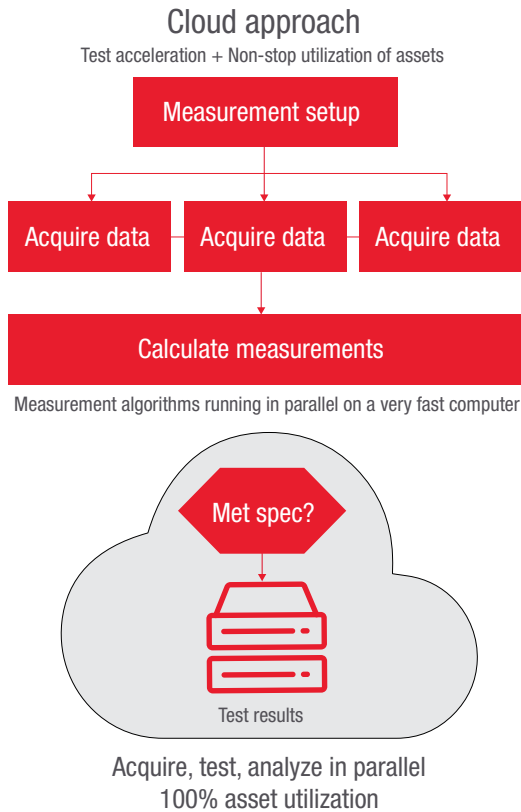 Cloud approach
Test acceleration + Non-stop utilization of assets
Measurement setup
Acquire data
Acquire data
Acquire data
Calculate measurements
Measurement algorithms running in parallel on a very fast computer
Met spec?
Test results
Acquire, test, analyze in parallel
100% asset utilization